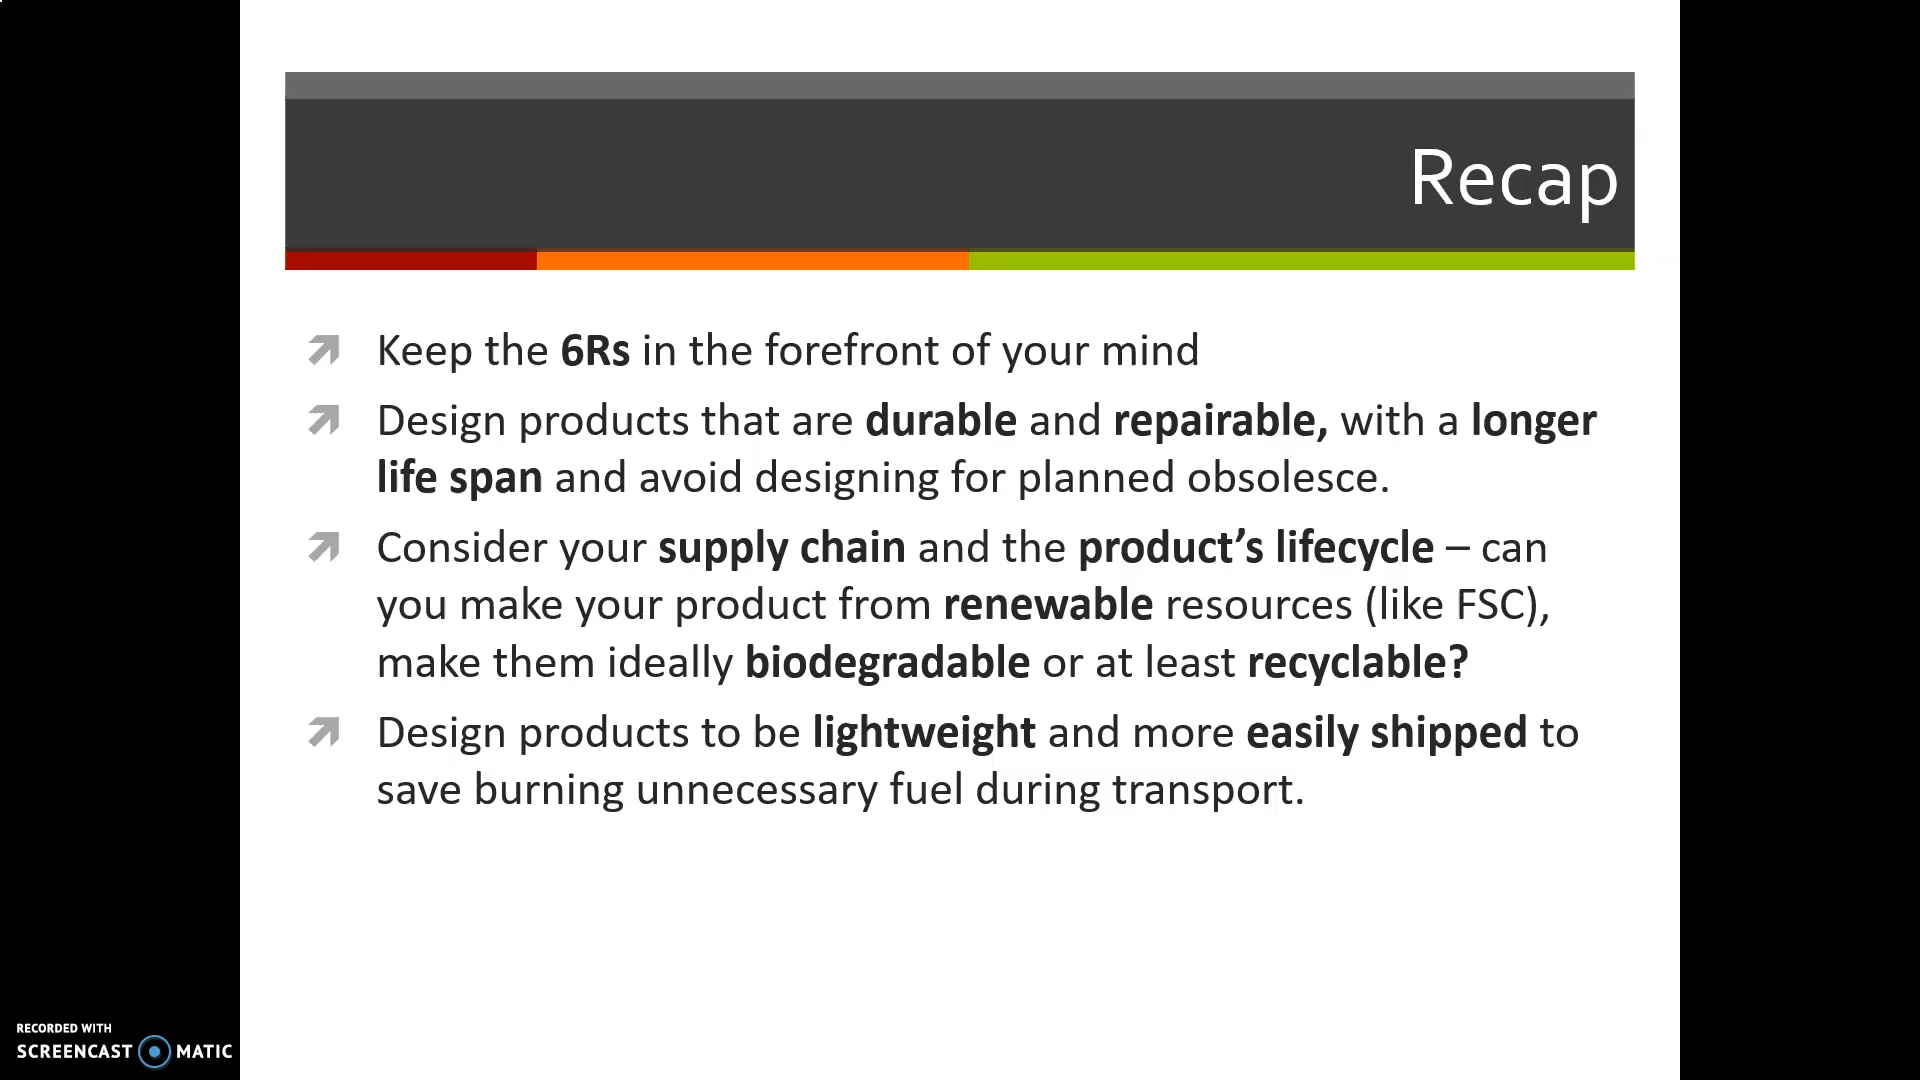 Recap
Keep the 6Rs in the forefront of your mind
Design products that are durable and repairable, with a longer
life span and avoid designing for planned obsolesce.
Consider your supply chain and the product’s lifecycle – can
you make your product from renewable resources (like FSC),
make them ideally biodegradable or at least recyclable?
Design products to be lightweight and more easily shipped to
save burning unnecessary fuel during transport.
RECORDED WITH
SCREENCAST MATIC